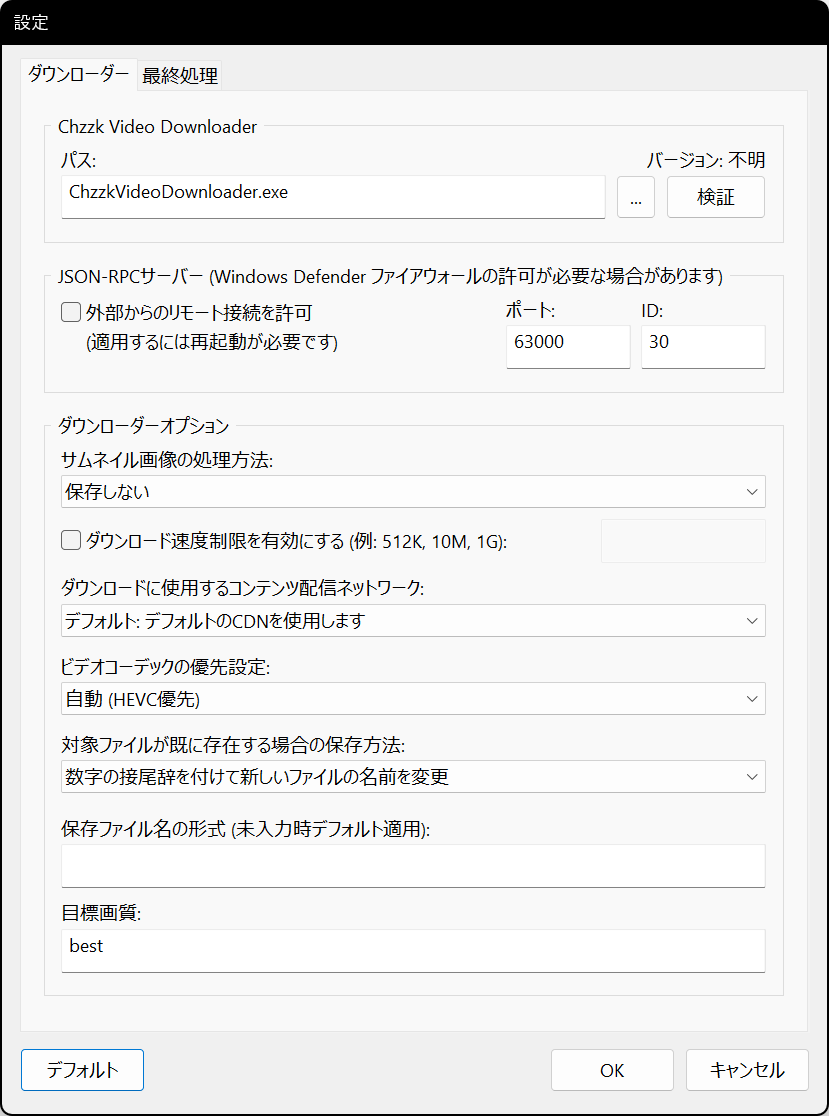 設定
ダウンローダー 最終処理
Chzzk Video Downloader
パス: バージョン: 不明
ChzzkVideoDownloader.exe ... 検証
JSON-RPCサーバー (Windows Defender ファイアウォールの許可が必要な場合があります)
外部からのリモート接続を許可 ポート: ID:
(適用するには再起動が必要です) 63000 30
ダウンローダーオプション
サムネイル画像の処理方法:
保存しない
ダウンロード速度制限を有効にする (例: 512K, 10M, 1G):
ダウンロードに使用するコンテンツ配信ネットワーク:
デフォルト: デフォルトのCDNを使用します
ビデオコーデックの優先設定:
自動 (HEVC優先)
対象ファイルが既に存在する場合の保存方法:
数字の接尾辞を付けて新しいファイルの名前を変更
保存ファイル名の形式 (未入力時デフォルト適用):
目標画質:
best
デフォルト OK キャンセル